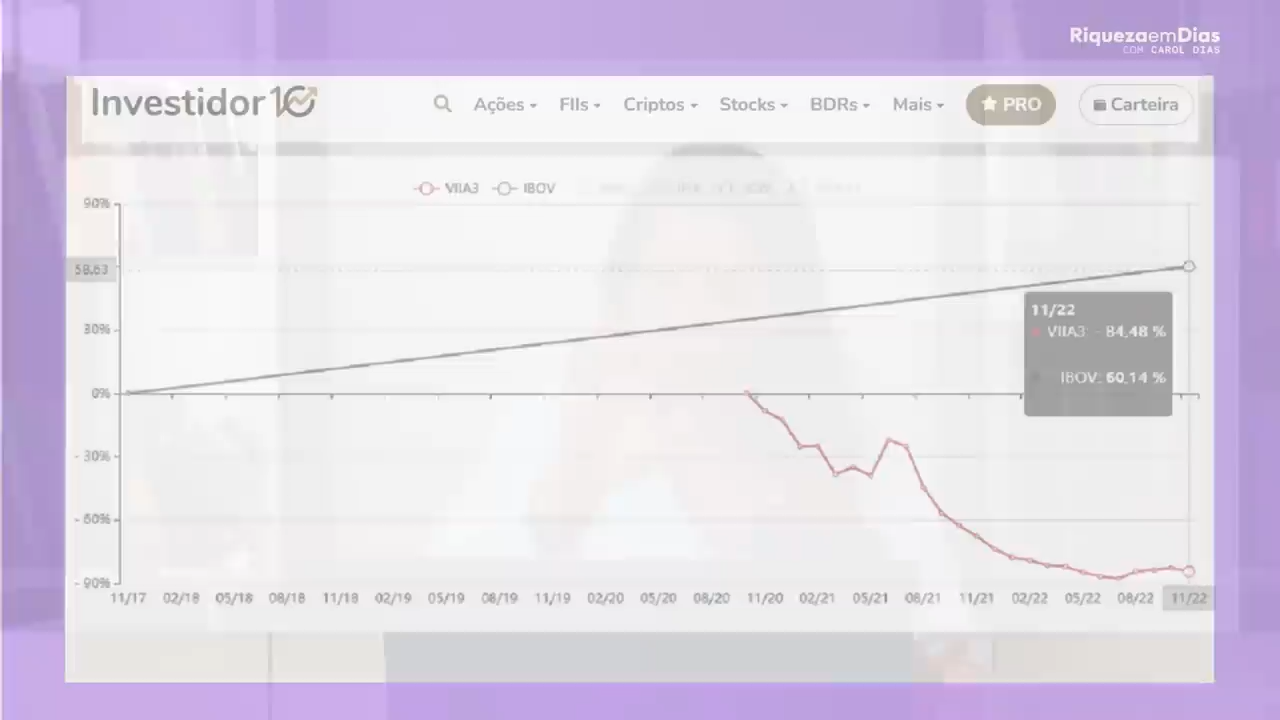 RiquezaemDias
COM CAROL DIAS
Investidor10
Ações FIIs Criptos Stocks BDRs Mais PRO Carteira
VIIA3 IBOV
90%
58,63
30%
0%
- 30%
- 60%
- 90%
11/22
VIIA3: - 84,48 %
IBOV: 60,14 %
11/17 02/18 05/18 08/18 11/18 02/19 05/19 08/19 11/19 02/20 05/20 08/20 11/20 02/21 05/21 08/21 11/21 02/22 05/22 08/22 11/22